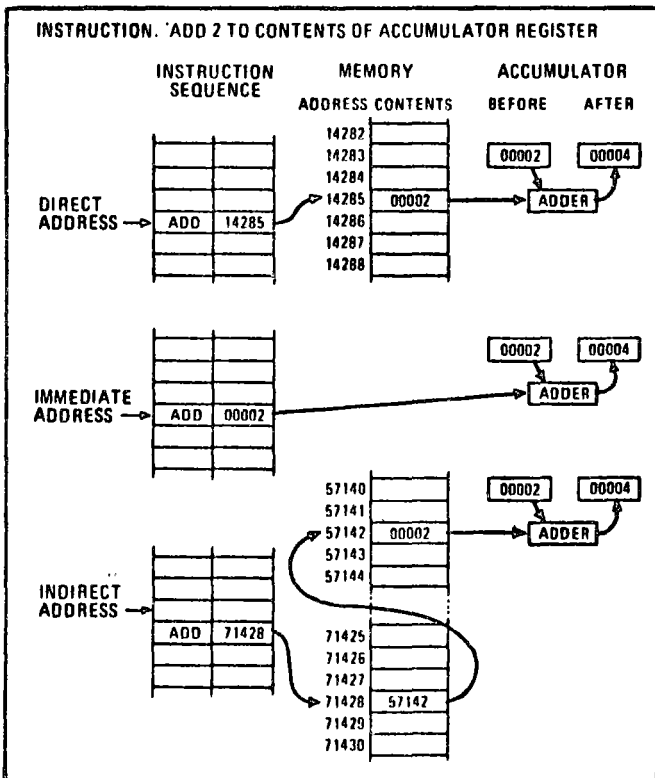 INSTRUCTION. 'ADD 2 TO CONTENTS OF ACCUMULATOR REGISTER
INSTRUCTION SEQUENCE
MEMORY
ACCUMULATOR
ADDRESS CONTENTS
BEFORE AFTER
14282
14283
14284
14285 00002
14286
14287
14288
DIRECT ADDRESS
ADD 14285
00002 00004
ADDER
IMMEDIATE ADDRESS
ADD 00002
00002 00004
ADDER
INDIRECT ADDRESS
ADD 71428
57140
57141
57142 00002
57143
57144
71425
71426
71427
71428 57142
71429
71430
00002 00004
ADDER